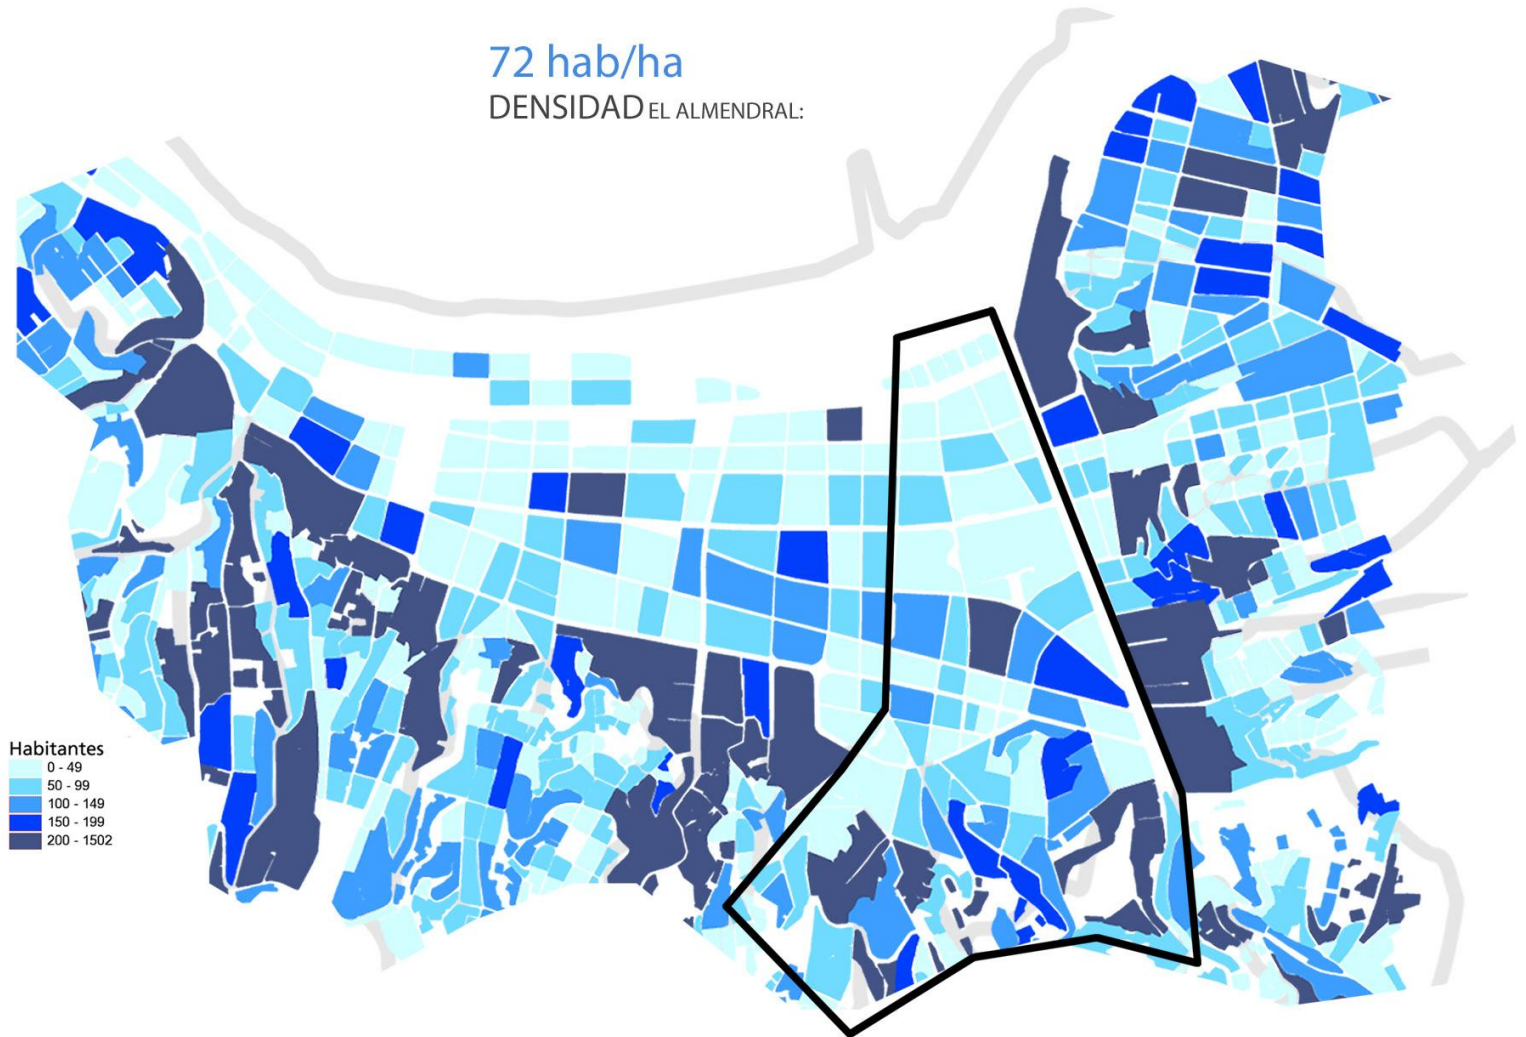 72 hab/ha
DENSIDAD EL ALMENDRAL:
Habitantes
0 - 49
50 - 99
100 - 149
150 - 199
200 - 1502